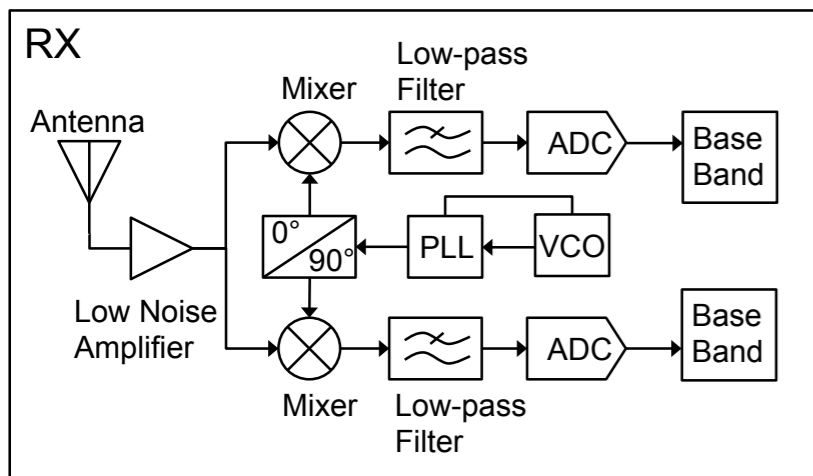 RX
Low-pass
Filter
Mixer
Antenna
ADC
Base
Band
0°
90°
PLL
VCO
Low Noise
Amplifier
ADC
Base
Band
Mixer
Low-pass
Filter